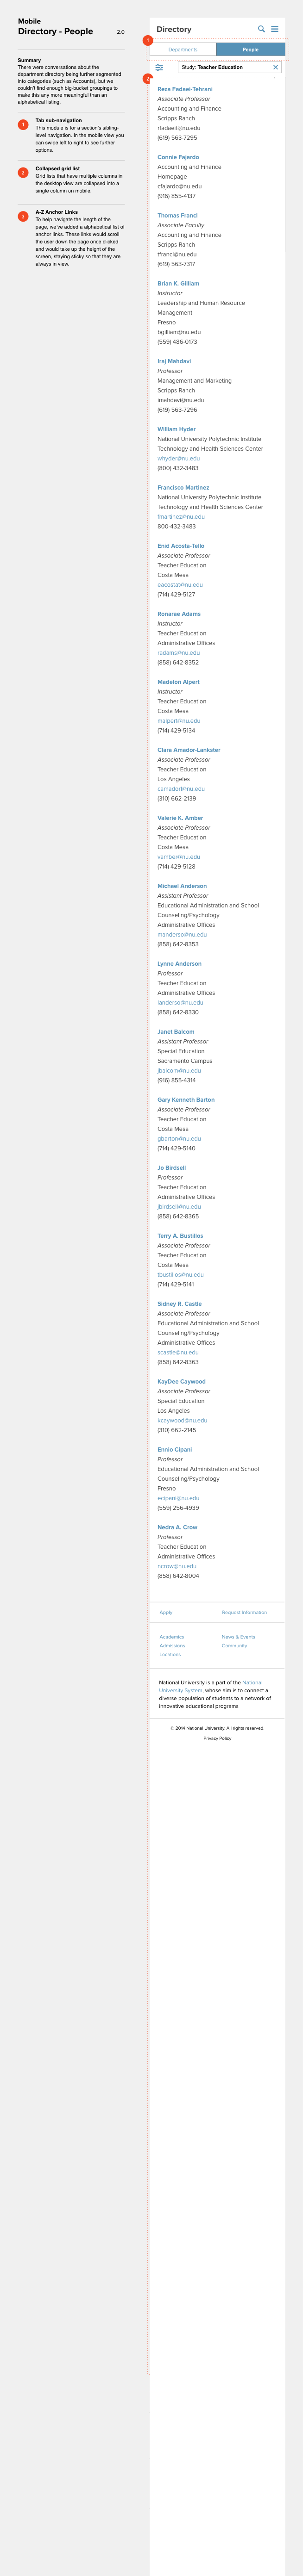 Mobile
Directory - People
2.0
Summary
There were conversations about the
department directory being further segmented
into categories (such as Accounts), but we
couldn't find enough big-bucket groupings to
make this any more meaningful than an
alphabetical listing.
1
Tab sub-navigation
This module is for a section's sibling-
level navigation. In the mobile view you
can swipe left to right to see further
options.
2
Collapsed grid list
Grid lists that have multiple columns in
the desktop view are collapsed into a
single column on mobile.
3
A-Z Anchor Links
To help navigate the length of the
page, we've added a alphabetical list of
anchor links. These links would scroll
the user down the page once clicked
and would take up the height of the
screen, staying sticky so that they are
always in view.
Directory
1
Departments
People
Study: Teacher Education
2
Reza Fadaei-Tehrani
Associate Professor
Accounting and Finance
Scripps Ranch
rfadaeit@nu.edu
(619) 563-7295
Connie Fajardo
Accounting and Finance
Homepage
cfajardo@nu.edu
(916) 855-4137
Thomas Francl
Associate Faculty
Accounting and Finance
Scripps Ranch
tfrancl@nu.edu
(619) 563-7317
Brian K. Gilliam
Instructor
Leadership and Human Resource
Management
Fresno
bgilliam@nu.edu
(559) 486-0173
Iraj Mahdavi
Professor
Management and Marketing
Scripps Ranch
imahdavi@nu.edu
(619) 563-7296
William Hyder
National University Polytechnic Institute
Technology and Health Sciences Center
whyder@nu.edu
(800) 432-3483
Francisco Martinez
National University Polytechnic Institute
Technology and Health Sciences Center
fmartinez@nu.edu
800-432-3483
Enid Acosta-Tello
Associate Professor
Teacher Education
Costa Mesa
eacostat@nu.edu
(714) 429-5127
Ronarae Adams
Instructor
Teacher Education
Administrative Offices
radams@nu.edu
(858) 642-8352
Madelon Alpert
Instructor
Teacher Education
Costa Mesa
malpert@nu.edu
(714) 429-5134
Clara Amador-Lankster
Associate Professor
Teacher Education
Los Angeles
camador@nu.edu
(310) 662-2139
Valerie K. Amber
Associate Professor
Teacher Education
Costa Mesa
vamber@nu.edu
(714) 429-5128
Michael Anderson
Assistant Professor
Educational Administration and School
Counseling/Psychology
Administrative Offices
manderso@nu.edu
(858) 642-8353
Lynne Anderson
Professor
Teacher Education
Administrative Offices
landerso@nu.edu
(858) 642-8330
Janet Balcom
Assistant Professor
Special Education
Sacramento Campus
jbalcom@nu.edu
(916) 855-4314
Gary Kenneth Barton
Associate Professor
Teacher Education
Costa Mesa
gbarton@nu.edu
(714) 429-5140
Jo Birdsell
Professor
Teacher Education
Administrative Offices
jbirdsell@nu.edu
(858) 642-8365
Terry A. Bustillos
Associate Professor
Teacher Education
Costa Mesa
tbustillos@nu.edu
(714) 429-5141
Sidney R. Castle
Associate Professor
Educational Administration and School
Counseling/Psychology
Administrative Offices
scastle@nu.edu
(858) 642-8363
KayDee Caywood
Associate Professor
Special Education
Los Angeles
kcaywood@nu.edu
(310) 662-2145
Ennio Cipani
Professor
Educational Administration and School
Counseling/Psychology
Fresno
ecipani@nu.edu
(559) 256-4939
Nedra A. Crow
Professor
Teacher Education
Administrative Offices
ncrow@nu.edu
(858) 642-8004
Apply
Request Information
Academics
News & Events
Admissions
Community
Locations
National University is a part of the National
University System, whose aim is to connect a
diverse population of students to a network of
innovative educational programs.
© 2014 National University. All rights reserved.
Privacy Policy